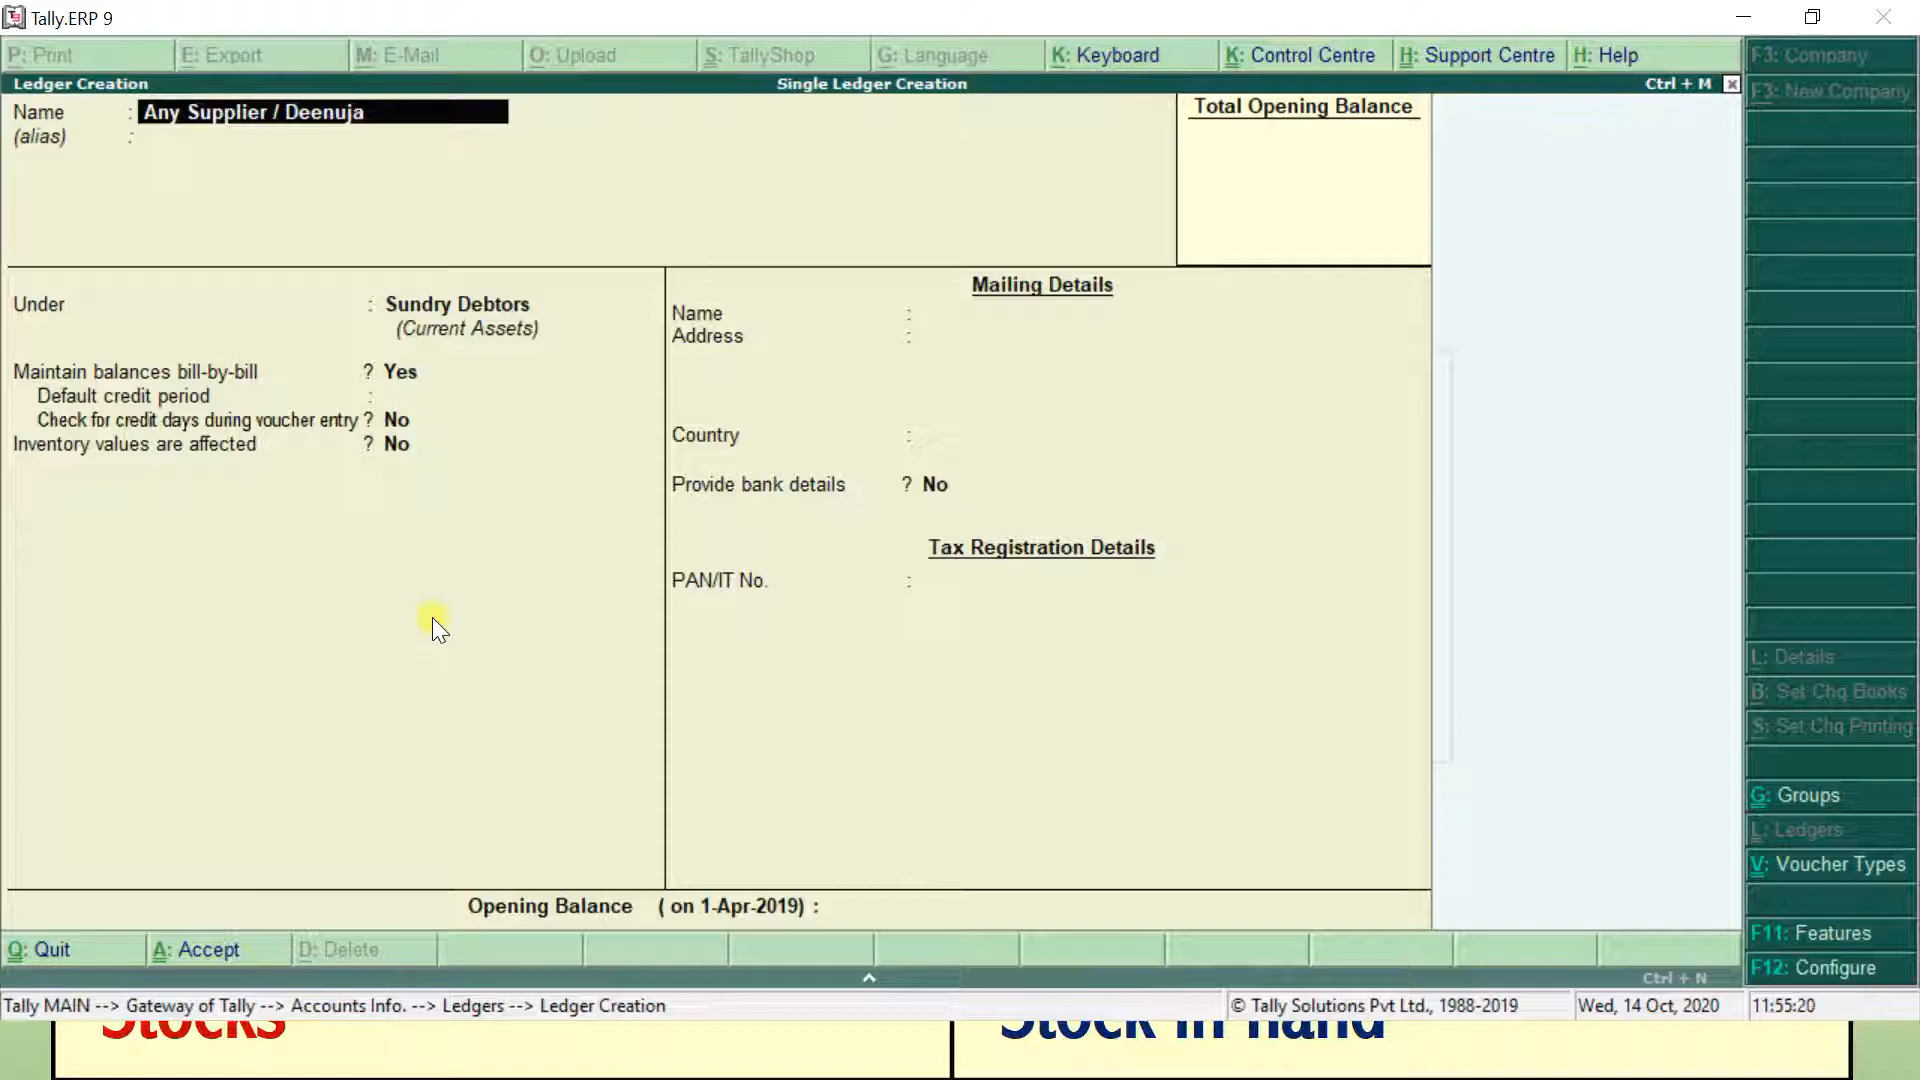 Tally.ERP 9
P: Print
E: Export
M: E-Mail
O: Upload
S: TallyShop
G: Language
K: Keyboard
K: Control Centre
H: Support Centre
H: Help
F3: Company
F3: New Company
Ledger Creation
Single Ledger Creation
Ctrl + M
Name : Any Supplier / Deenuja
(alias) :
Total Opening Balance
Under : Sundry Debtors
(Current Assets)
Maintain balances bill-by-bill ? Yes
Default credit period :
Check for credit days during voucher entry ? No
Inventory values are affected ? No
Mailing Details
Name :
Address :
Country :
Provide bank details ? No
Tax Registration Details
PAN/IT No. :
L: Details
B: Set Chq Books
S: Set Chq Printing
G: Groups
L: Ledgers
V: Voucher Types
F11: Features
F12: Configure
Opening Balance ( on 1-Apr-2019) :
Q: Quit
A: Accept
D: Delete
Ctrl + N
Tally MAIN --> Gateway of Tally --> Accounts Info. --> Ledgers --> Ledger Creation
© Tally Solutions Pvt Ltd., 1988-2019
Wed, 14 Oct, 2020
11:55:20
Stocks
Stock in hand